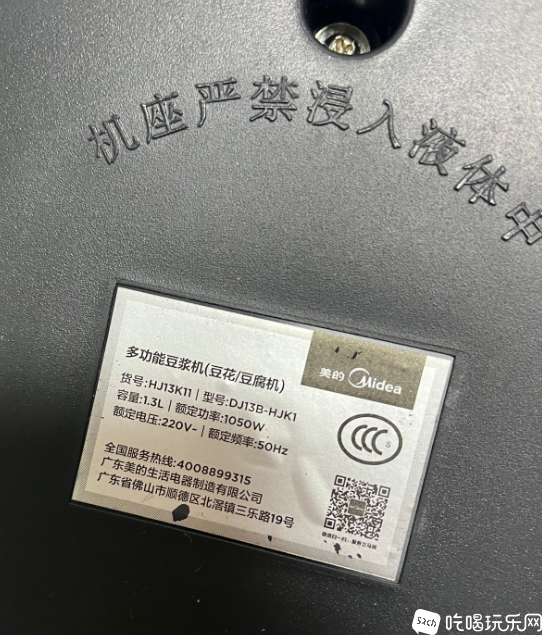 机座严禁浸入液体中
美的 Midea
多功能豆浆机(豆花/豆腐机)
货号:HJ13K11 | 型号:DJ13B-HJK1
容量:1.3L | 额定功率:1050W
额定电压:220V~ | 额定频率:50Hz
CCC S
全国服务热线:4008899315
广东美的生活电器制造有限公司
广东省佛山市顺德区北滘镇三乐路19号
吃喝玩乐网